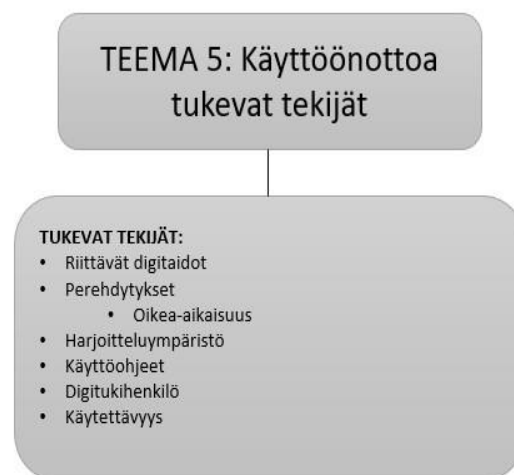 TEEMA 5: Käyttöönottoa
tukevat tekijät
TUKEVAT TEKIJÄT:
• Riittävät digitaidot
• Perehdytykset
• Oikea-aikaisuus
• Harjoitteluympäristö
• Käyttöohjeet
• Digitukihenkilö
• Käytettävyys